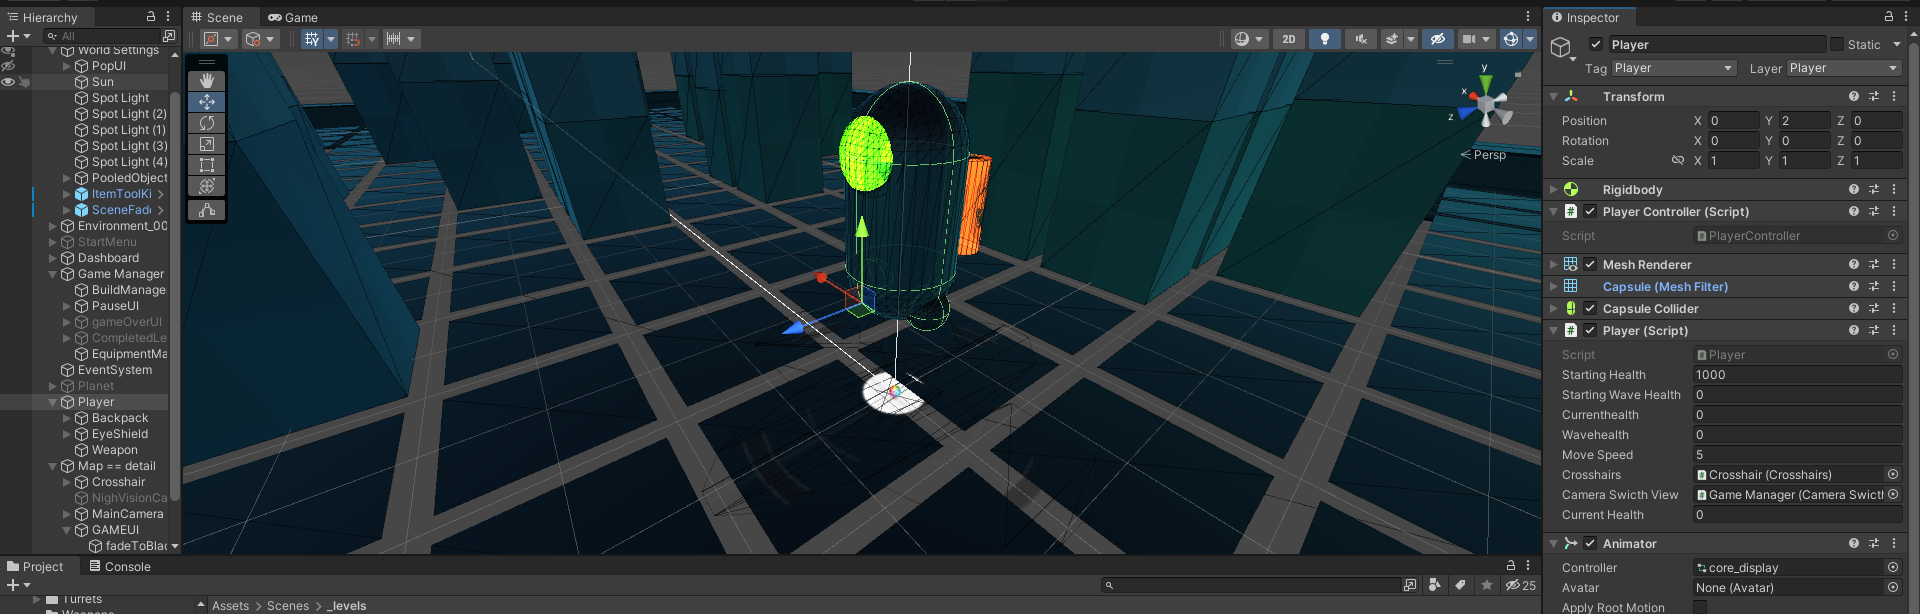 Hierarchy
All
World Settings
PopUI
Sun
Spot Light
Spot Light (2)
Spot Light (1)
Spot Light (3)
Spot Light (4)
PooledObject
ItemToolKi
SceneFade
Environment_00
StartMenu
Dashboard
Game Manager
BuildManage
PauseUI
gameOverUI
CompletedLe
EquipmentMa
EventSystem
Planet
Player
Backpack
EyeShield
Weapon
Map == detail
Crosshair
NighVisionCa
MainCamera
GAMEUI
fadeToBla
Scene
Game
2D
y
x
z
Persp
Project
Console
25
Turrets
Weapons
Assets > Scenes > _levels
Inspector
Player
Static
Tag Player
Layer Player
Transform
Position X 0 Y 2 Z 0
Rotation X 0 Y 0 Z 0
Scale X 1 Y 1 Z 1
Rigidbody
Player Controller (Script)
Script PlayerController
Mesh Renderer
Capsule (Mesh Filter)
Capsule Collider
Player (Script)
Script Player
Starting Health 1000
Starting Wave Health 0
Currenthealth 0
Wavehealth 0
Move Speed 5
Crosshairs Crosshair (Crosshairs)
Camera Swicth View Game Manager (Camera Swict
Current Health 0
Animator
Controller core_display
Avatar None (Avatar)
Apply Root Motion